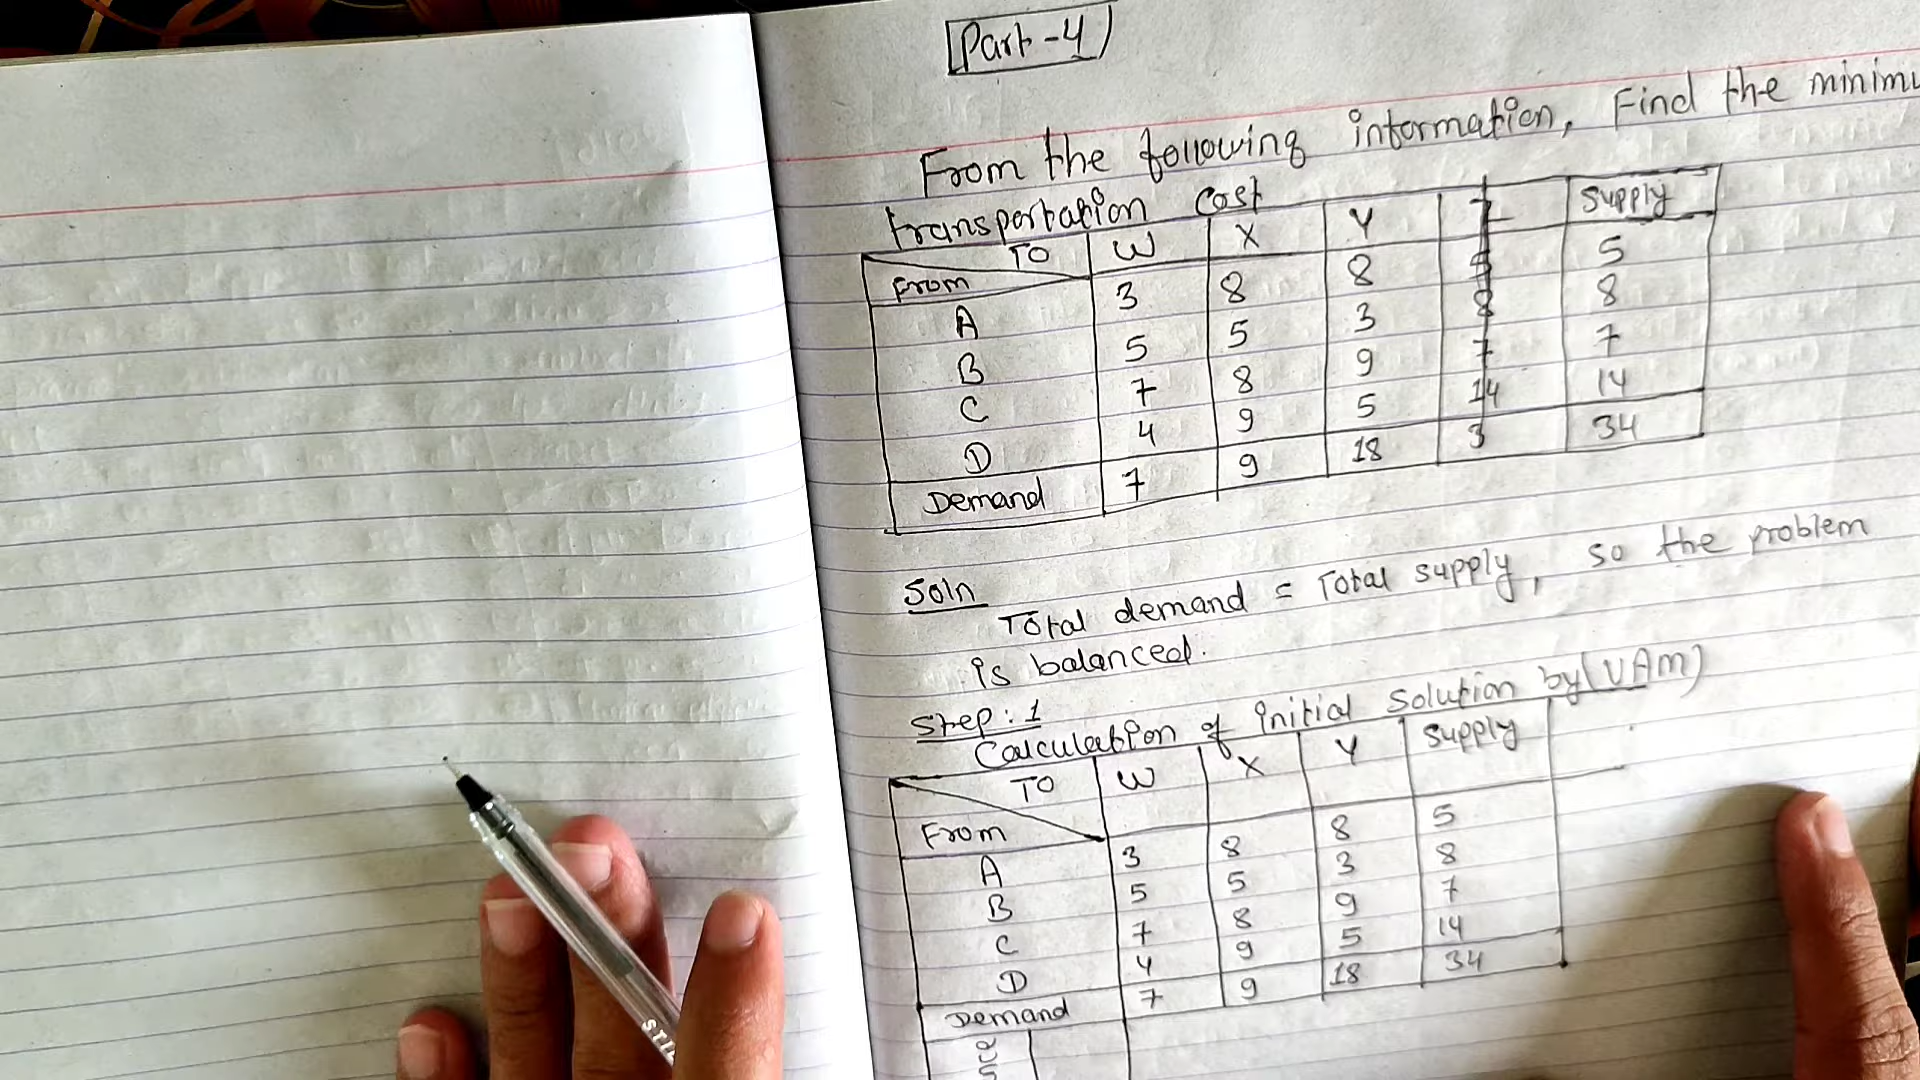 Part-4
From the following information, Find the minimu
transportation cost
TO W X Y Z Supply
From
A 3 8 8 5 5
B 5 5 3 8 8
C 7 8 9 7 7
D 4 9 5 14 14
Demand 7 9 18 3 34
Soln
Total demand = Total supply, so the problem
is balanced.
Step: 1
Calculation of initial solution by (VAM)
TO W X Y Supply
From
A 3 8 8 5
B 5 5 3 8
C 7 8 9 7
D 4 9 5 14
Demand 7 9 18 34